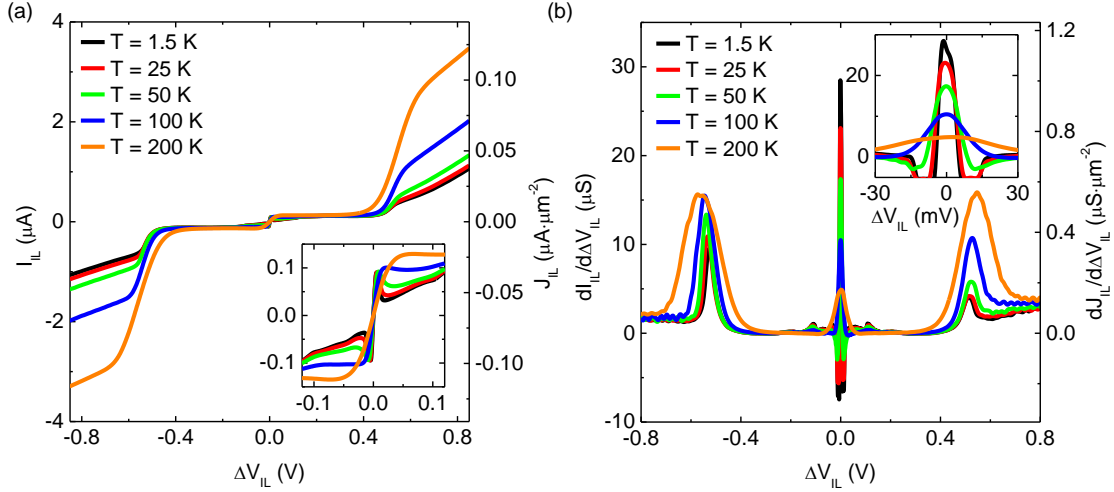 (a)
4
2
0
-2
-4
I_IL (μA)
T = 1.5 K
T = 25 K
T = 50 K
T = 100 K
T = 200 K
0.10
0.05
0.00
-0.05
-0.10
J_IL (μA·μm⁻²)
0.1
0.0
-0.1
-0.1 0.0 0.1
-0.8 -0.4 0.0 0.4 0.8
ΔV_IL (V)
(b)
30
25
20
15
10
5
0
-5
-10
dI_IL/dΔV_IL (μS)
T = 1.5 K
T = 25 K
T = 50 K
T = 100 K
T = 200 K
20
10
0
-30 0 30
ΔV_IL (mV)
1.2
0.8
0.4
0.0
dJ_IL/dΔV_IL (μS·μm⁻²)
-0.8 -0.4 0.0 0.4 0.8
ΔV_IL (V)